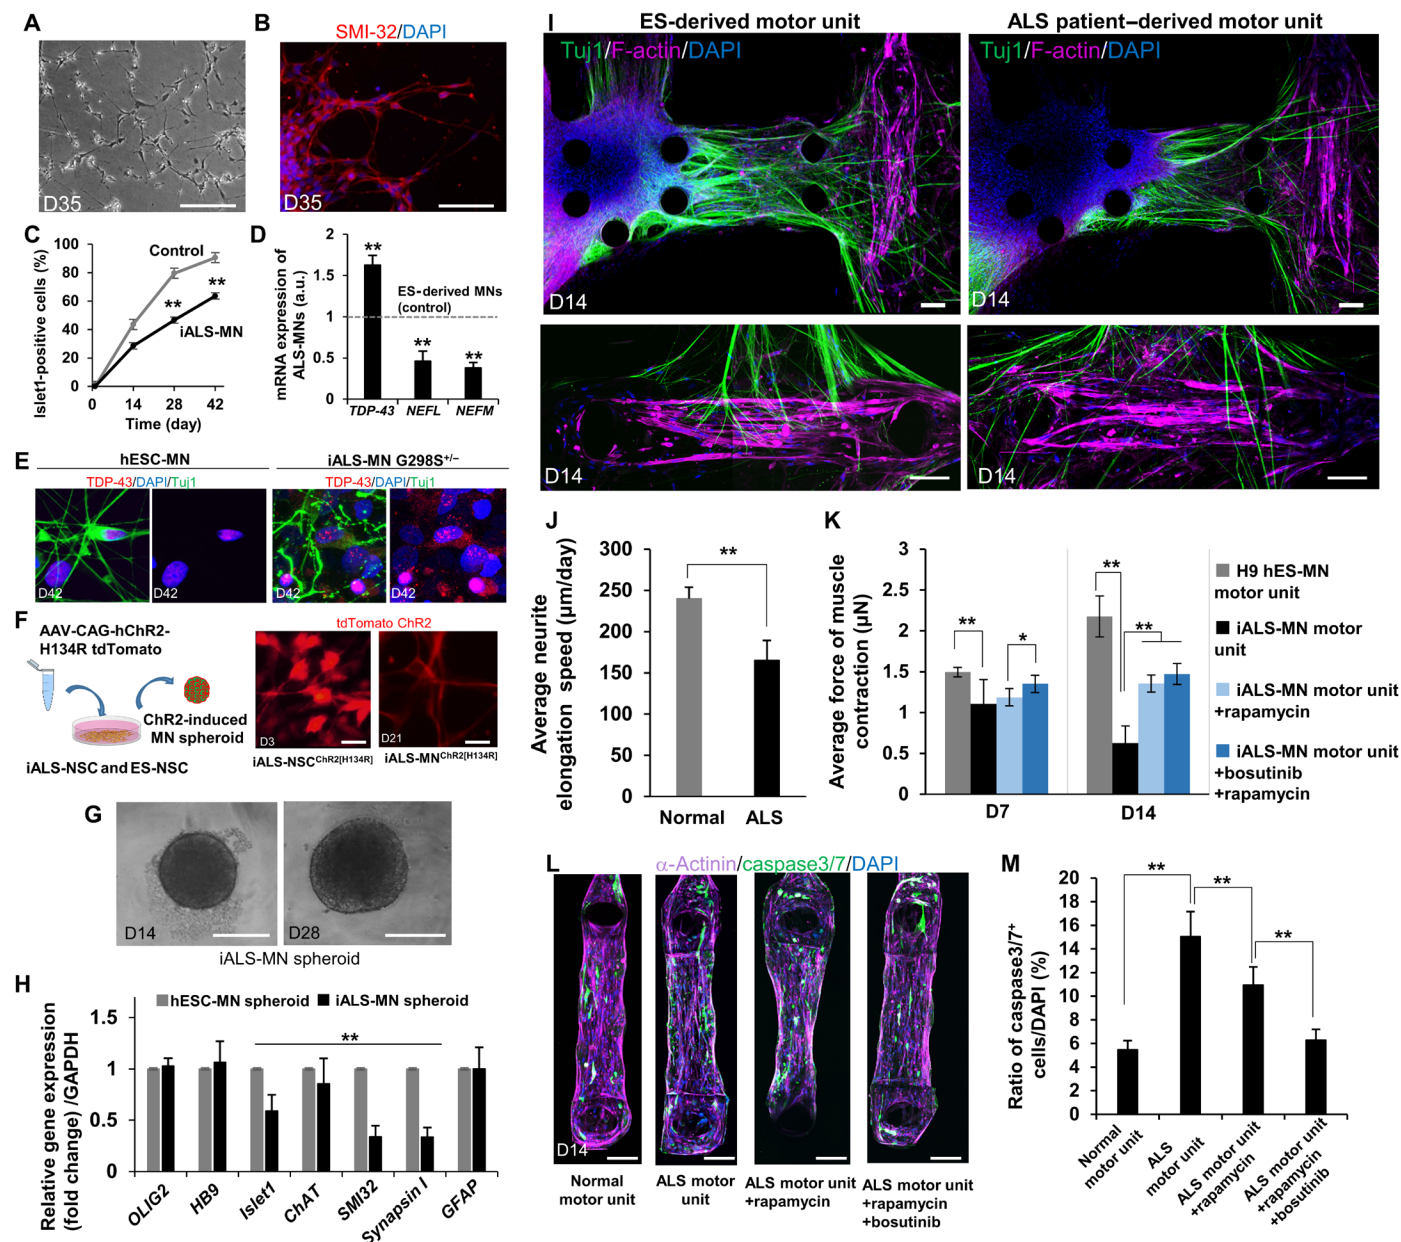 A
B
SMI-32/DAPI
D35
D35
C
Islet1-positive cells (%)
100
80
60
40
20
0
Control
**
**
iALS-MN
0
14
28
42
Time (day)
D
mRNA expression of
ALS-MNs (a.u.)
2
1.5
1
0.5
0
**
ES-derived MNs
(control)
**
**
TDP-43
NEFL
NEFM
E
hESC-MN
iALS-MN G298S+/−
TDP-43/DAPI/Tuj1
TDP-43/DAPI/Tuj1
D42
D42
D42
D42
F
AAV-CAG-hChR2-
H134R tdTomato
ChR2-induced
MN spheroid
iALS-NSC and ES-NSC
tdTomato ChR2
D3
D21
iALS-NSCChR2[H134R]
iALS-MNChR2[H134R]
G
D14
D28
iALS-MN spheroid
H
hESC-MN spheroid
iALS-MN spheroid
Relative gene expression
(fold change) /GAPDH
1.5
1
0.5
0
**
OLIG2
HB9
Islet1
ChAT
SMI32
Synapsin I
GFAP
I
ES-derived motor unit
ALS patient–derived motor unit
Tuj1/F-actin/DAPI
Tuj1/F-actin/DAPI
D14
D14
D14
D14
J
Average neurite
elongation speed (μm/day)
300
250
200
150
100
50
0
**
Normal
ALS
K
Average force of muscle
contraction (μN)
3
2.5
2
1.5
1
0.5
0
**
*
**
**
D7
D14
H9 hES-MN
motor unit
iALS-MN motor
unit
iALS-MN motor unit
+rapamycin
iALS-MN motor unit
+bosutinib
+rapamycin
L
α-Actinin/caspase3/7/DAPI
D14
Normal
motor unit
ALS motor
unit
ALS motor unit
+rapamycin
ALS motor unit
+rapamycin
+bosutinib
M
Ratio of caspase3/7+
cells/DAPI (%)
20
18
16
14
12
10
8
6
4
2
0
**
**
**
Normal
motor unit
ALS
motor unit
ALS motor unit
+rapamycin
ALS motor unit
+rapamycin
+bosutinib